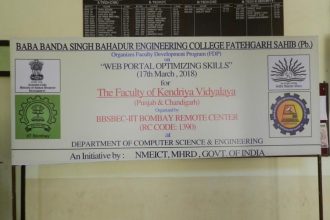 BABA BANDA SINGH BAHADUR ENGINEERING COLLEGE FATEHGARH SAHIB (Pb.)
Organizes Faculty Development Program (FDP)
on
"WEB PORTAL OPTIMIZING SKILLS"
(17th March, 2018)
for
The Faculty of Kendriya Vidyalaya
(Punjab & Chandigarh)
Organized by
BBSBEC-IIT BOMBAY REMOTE CENTER
(RC CODE: 1390)
at
DEPARTMENT OF COMPUTER SCIENCE & ENGINEERING
An Initiative by : NMEICT, MHRD, GOVT. OF INDIA.
IIT Bombay